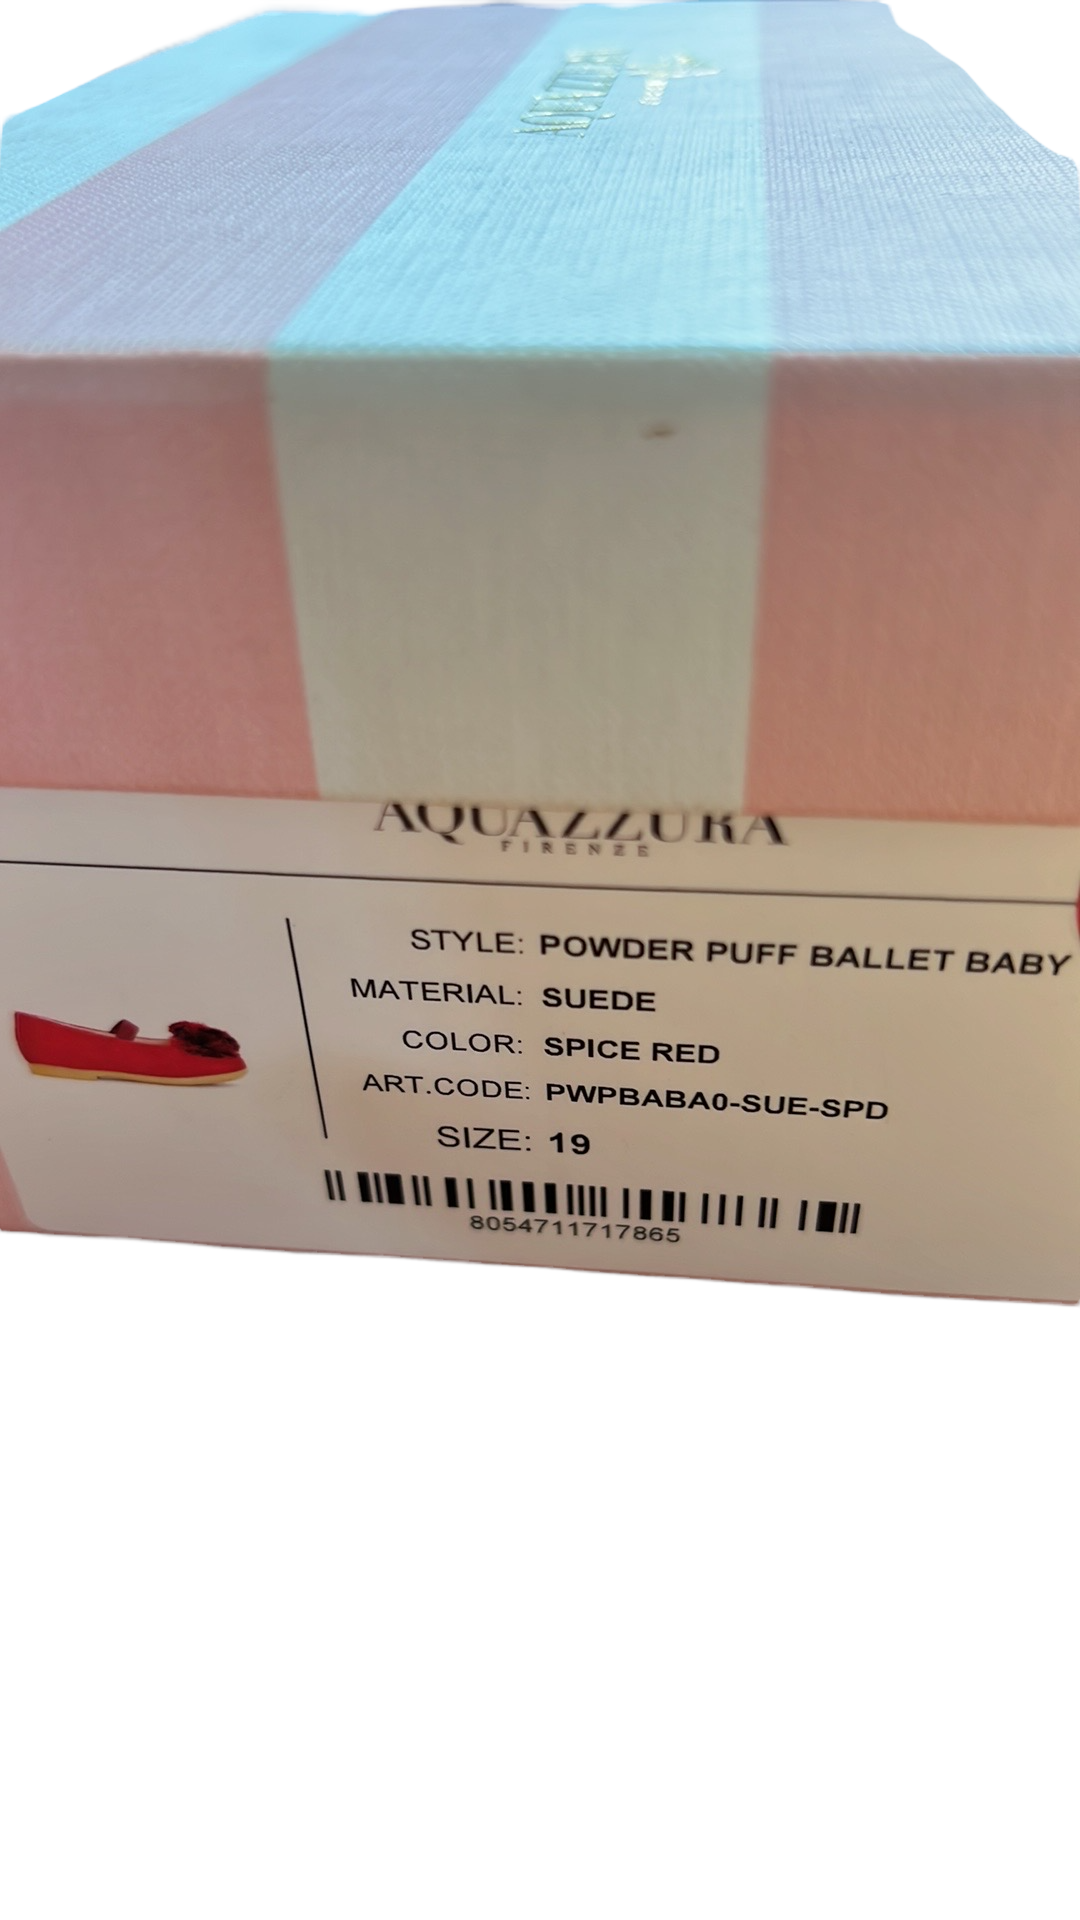 AQUAZZURA
FIRENZE
STYLE: POWDER PUFF BALLET BABY
MATERIAL: SUEDE
COLOR: SPICE RED
ART.CODE: PWPBABA0-SUE-SPD
SIZE: 19
8054711717865